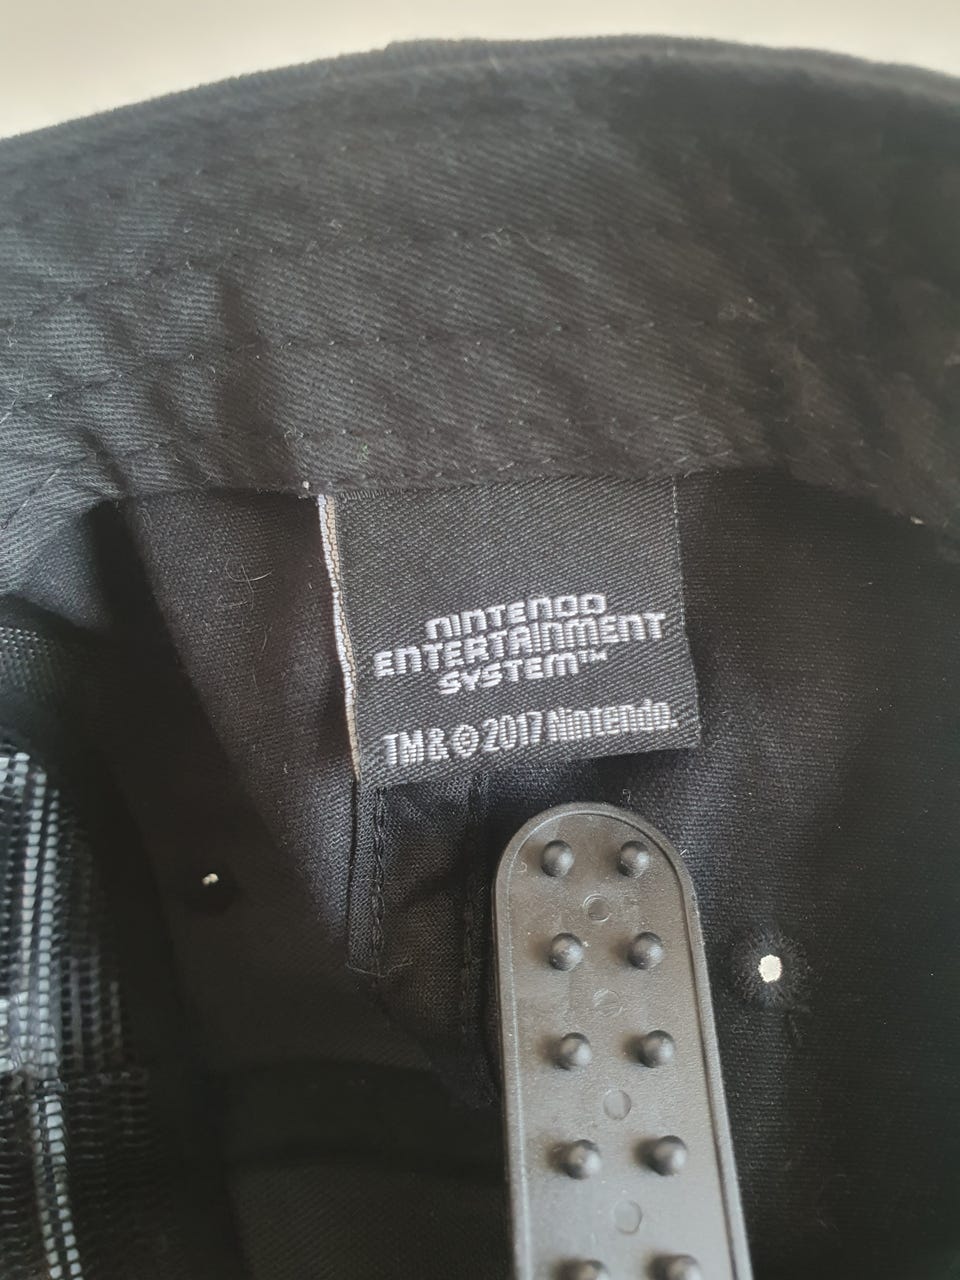 NINTENDO
ENTERTAINMENT
SYSTEM™
TM & © 2017 Nintendo.